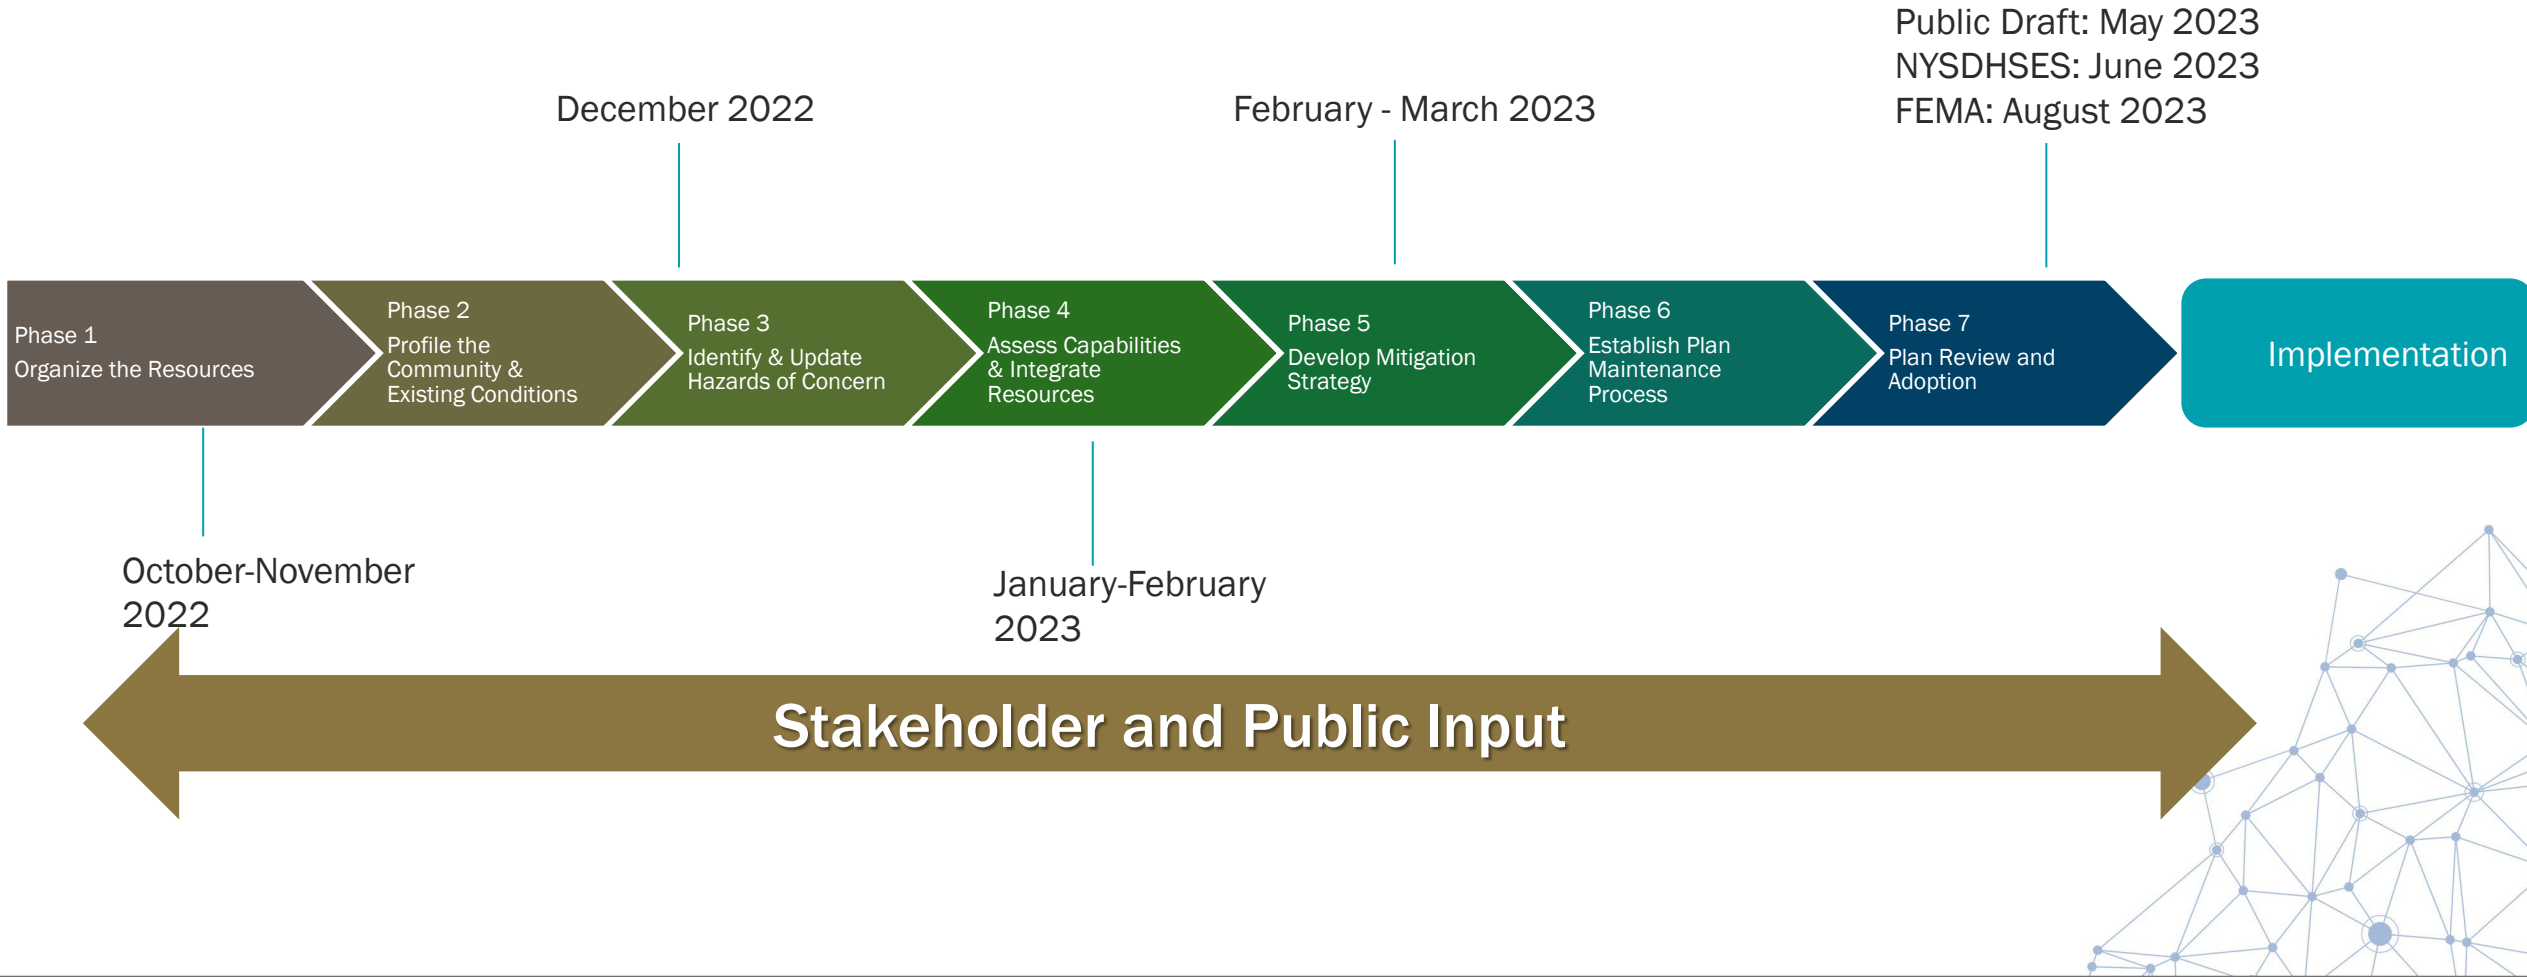 Public Draft: May 2023
NYSDHSES: June 2023
FEMA: August 2023
December 2022
February - March 2023
Phase 1
Organize the Resources
Phase 2
Profile the
Community &
Existing Conditions
Phase 3
Identify & Update
Hazards of Concern
Phase 4
Assess Capabilities
& Integrate
Resources
Phase 5
Develop Mitigation
Strategy
Phase 6
Establish Plan
Maintenance
Process
Phase 7
Plan Review and
Adoption
Implementation
October-November
2022
January-February
2023
Stakeholder and Public Input